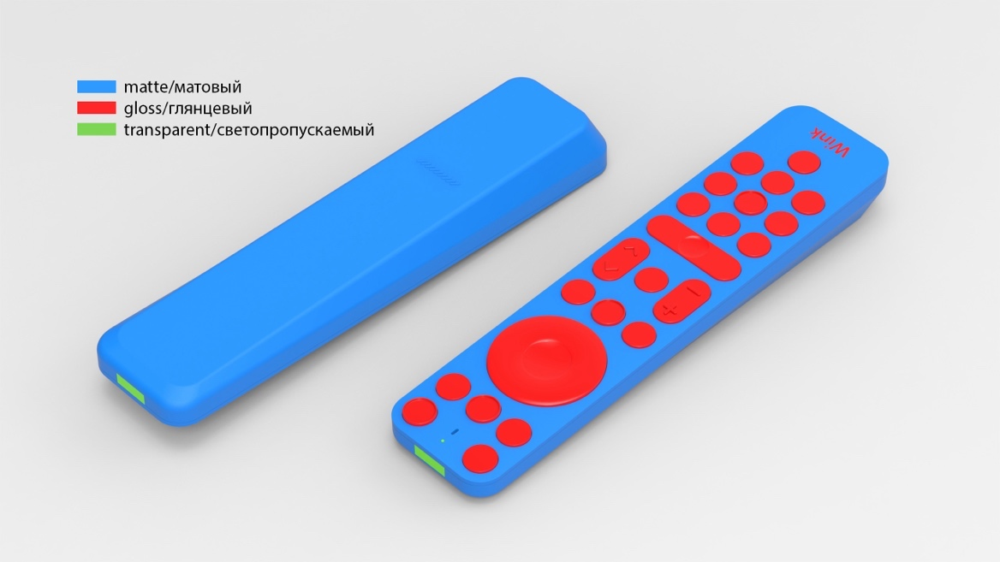 matte/матовый
gloss/глянцевый
transparent/светопропускаемый
Wink